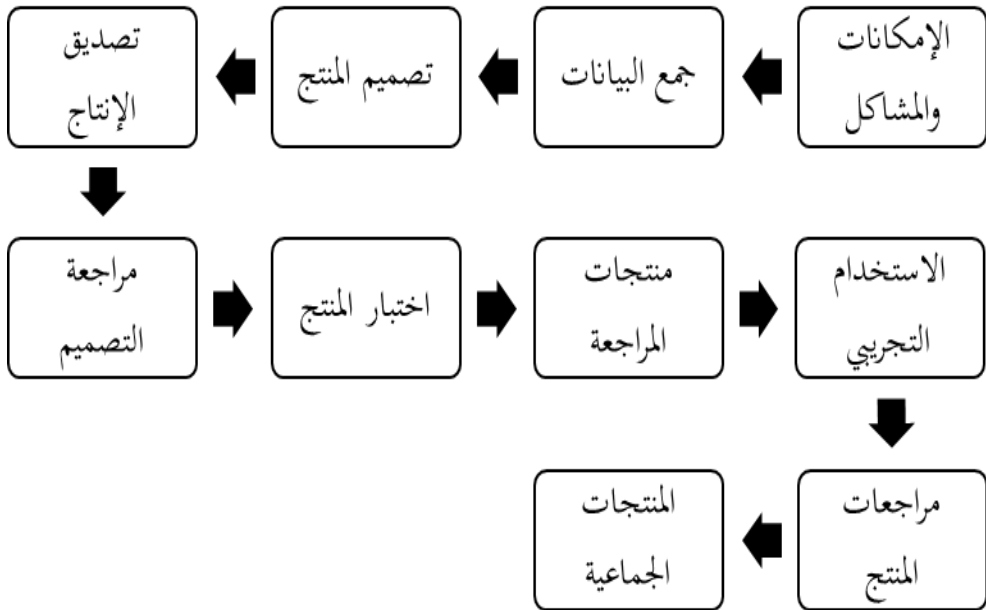 الإمكانات
والمشاكل
جمع البيانات
تصميم المنتج
تصديق
الإنتاج
مراجعة
التصميم
اختبار المنتج
منتجات
المراجعة
الاستخدام
التجريبي
مراجعات
المنتج
المنتجات
الجماعية